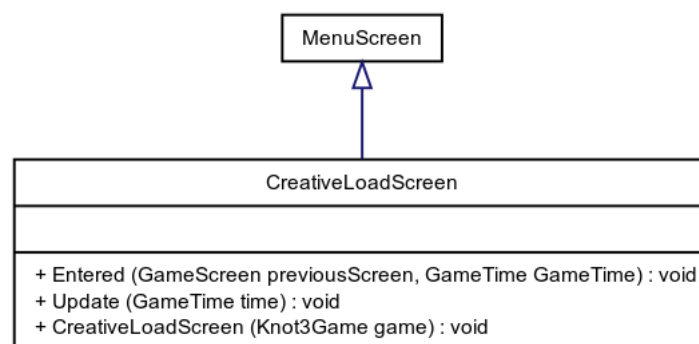 MenuScreen
CreativeLoadScreen
+ Entered (GameScreen previousScreen, GameTime GameTime) : void
+ Update (GameTime time) : void
+ CreativeLoadScreen (Knot3Game game) : void